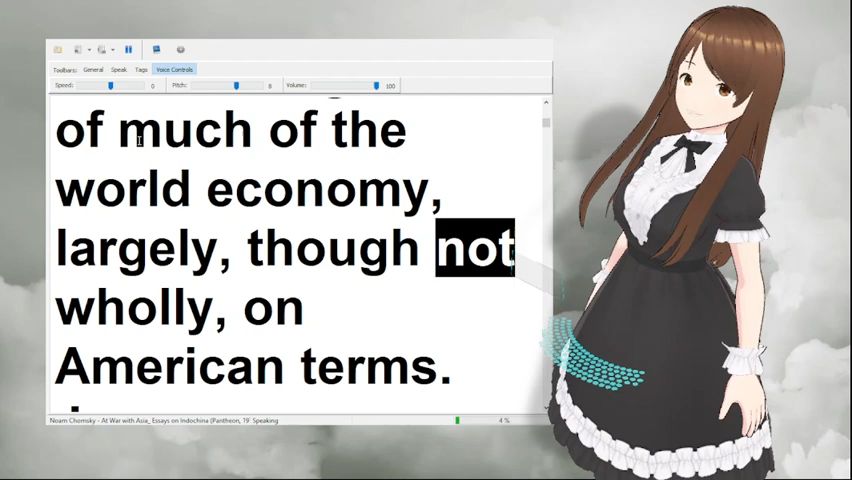 Toolbars: General Speak Tags Voice Controls
Speed: 0 Pitch: 8 Volume: 100
of much of the
world economy,
largely, though not
wholly, on
American terms.
Noam Chomsky - At War with Asia_ Essays on Indochina (Pantheon, 19 Speaking 4 %